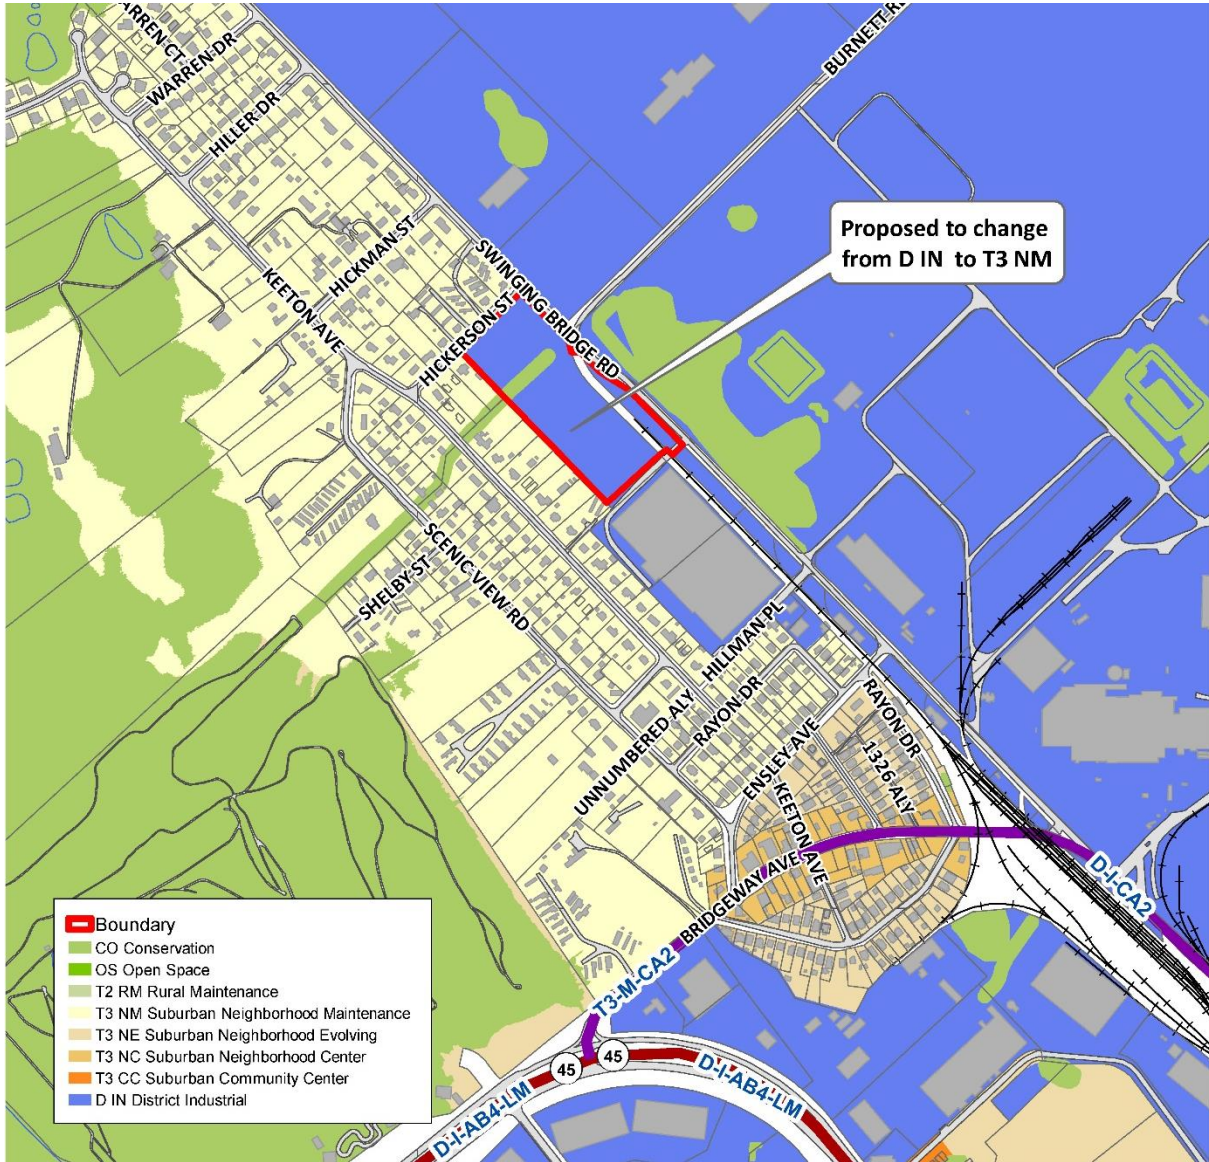 WARREN DR
HILLER DR
BURNETT
HICKMAN ST
KEETON AVE
SWINGING BRIDGE RD
HICKERSON ST
Proposed to change
from D IN to T3 NM
SCENIC VIEW RD
SHELBY ST
HILLMAN PL
UNNUMBERED ALY
RAYON DR
RAYON DR
ENSLEY AVE
1326 ALY
KEETON AVE
BRIDGEWAY AVE
D-I-CA2
T3-M-CA2
45
45
D-I-AB4-LM
D-I-AB4-LM
Boundary
CO Conservation
OS Open Space
T2 RM Rural Maintenance
T3 NM Suburban Neighborhood Maintenance
T3 NE Suburban Neighborhood Evolving
T3 NC Suburban Neighborhood Center
T3 CC Suburban Community Center
D IN District Industrial